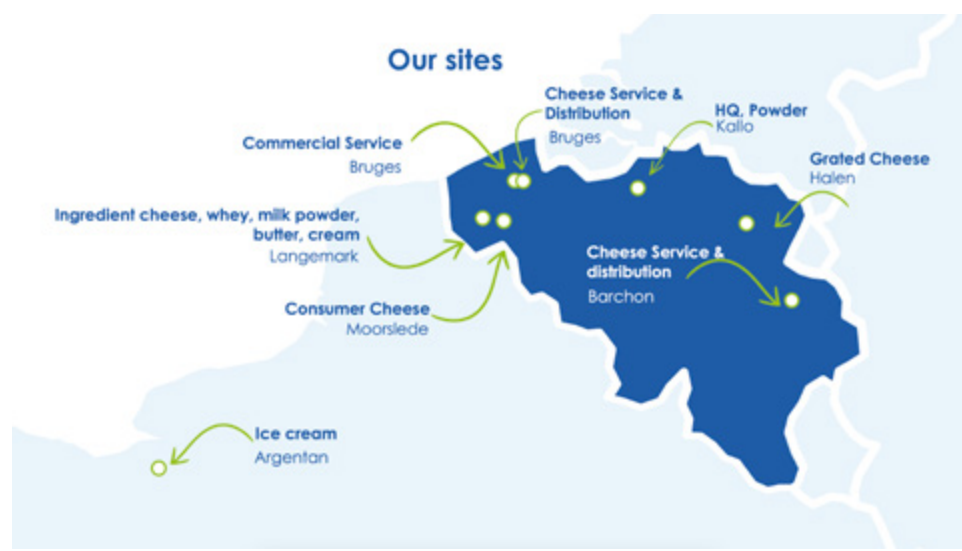 Our sites
Cheese Service &
Distribution
Bruges
HQ, Powder
Kallo
Commercial Service
Bruges
Grated Cheese
Halen
Ingredient cheese, whey, milk powder,
butter, cream
Langemark
Cheese Service &
distribution
Barchon
Consumer Cheese
Moorslede
Ice cream
Argentan